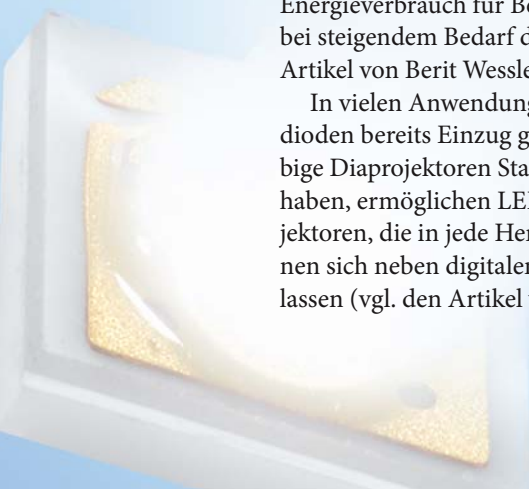 Energieverbrauch für Be
bei steigendem Bedarf d
Artikel von Berit Wessle
In vielen Anwendung
dioden bereits Einzug g
bige Diaprojektoren Sta
haben, ermöglichen LE
jektoren, die in jede He
nen sich neben digitale
lassen (vgl. den Artikel